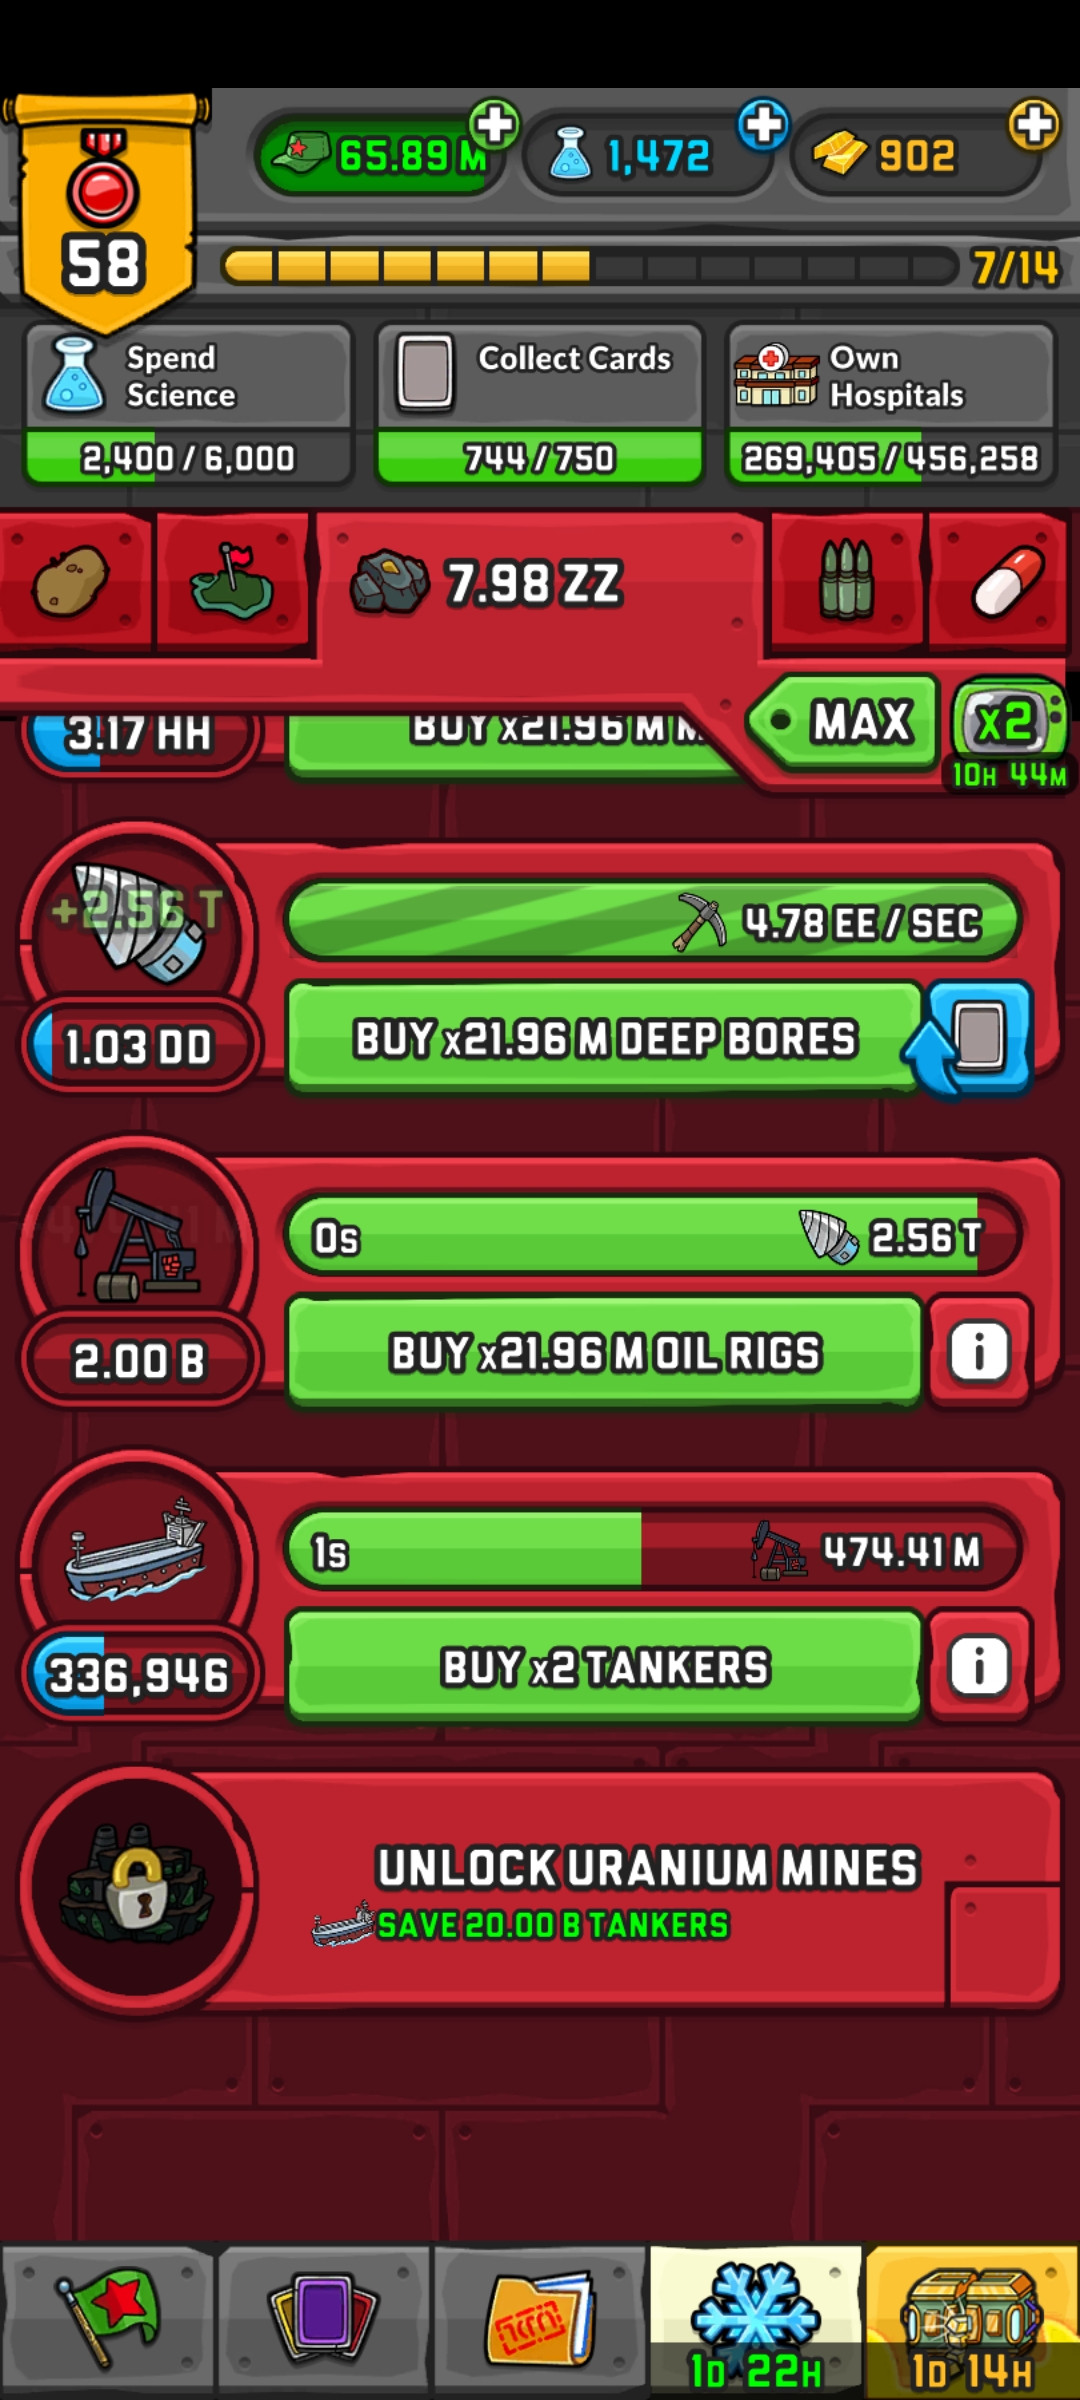 65.89 M
1,472
902
58
7/14
Spend
Science
Collect Cards
Own
Hospitals
2,400 / 6,000
744 / 750
269,405 / 456,258
7.98 ZZ
MAX
x2
10H 44M
3.17 HH
BUY x21.96 M
+2.56 T
4.78 EE / SEC
1.03 DD
BUY x21.96 M DEEP BORES
0s
2.56 T
2.00 B
BUY x21.96 M OIL RIGS
i
1s
474.41 M
336,946
BUY x2 TANKERS
i
UNLOCK URANIUM MINES
SAVE 20.00 B TANKERS
1D 22H
1D 14H